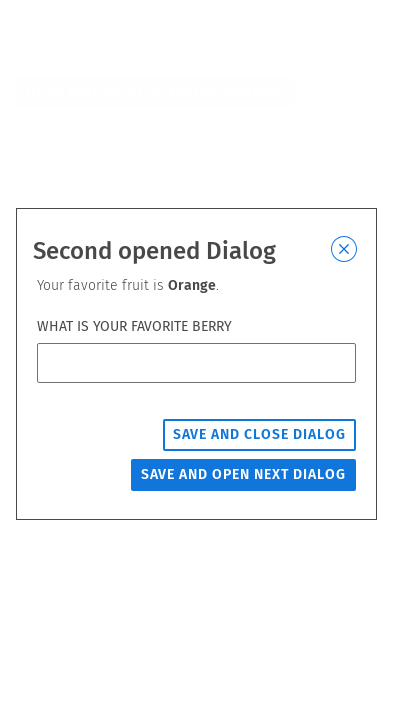 Second opened Dialog
Your favorite fruit is Orange.
WHAT IS YOUR FAVORITE BERRY
SAVE AND CLOSE DIALOG
SAVE AND OPEN NEXT DIALOG